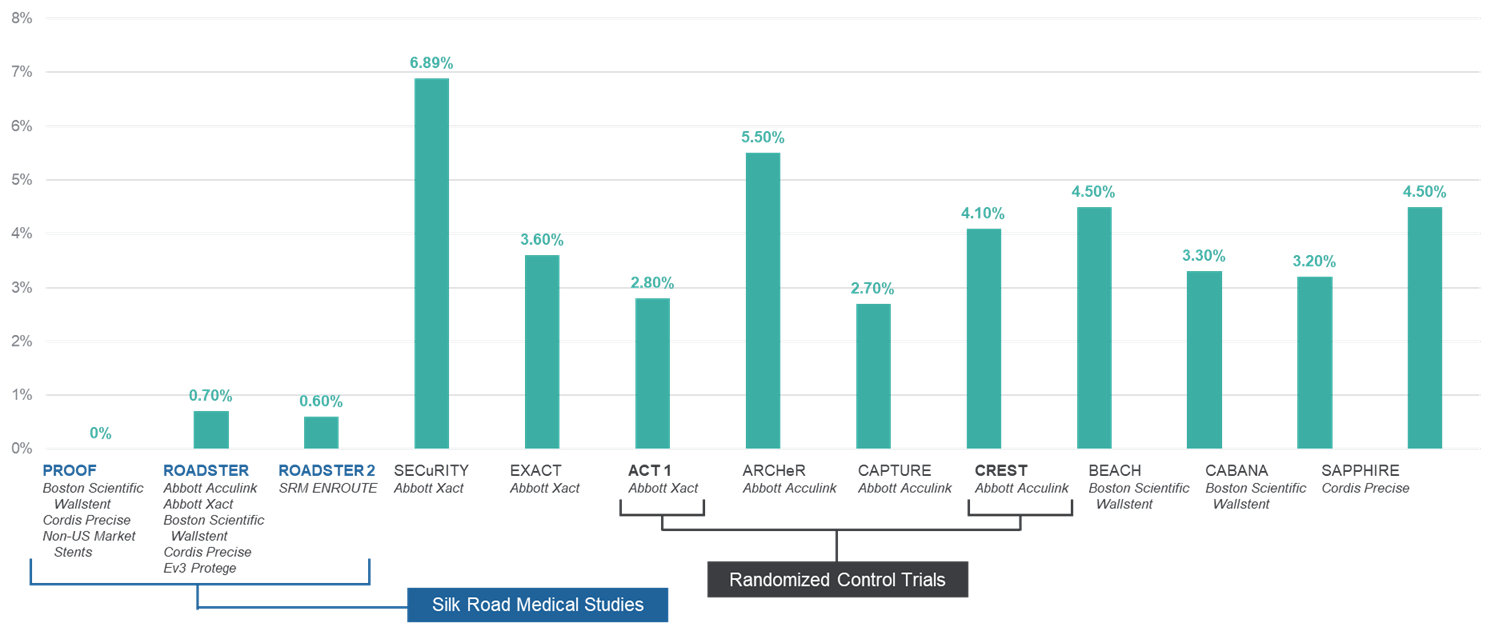 8%
7%
6%
5%
4%
3%
2%
1%
0%
0%
0.70%
0.60%
6.89%
3.60%
2.80%
5.50%
2.70%
4.10%
4.50%
3.30%
3.20%
4.50%
PROOF
Boston Scientific
Wallstent
Cordis Precise
Non-US Market
Stents
ROADSTER
Abbott Acculink
Abbott Xact
Boston Scientific
Wallstent
Cordis Precise
Ev3 Protege
ROADSTER 2
SRM ENROUTE
SECuRITY
Abbott Xact
EXACT
Abbott Xact
ACT 1
Abbott Xact
ARCHeR
Abbott Acculink
CAPTURE
Abbott Acculink
CREST
Abbott Acculink
BEACH
Boston Scientific
Wallstent
CABANA
Boston Scientific
Wallstent
SAPPHIRE
Cordis Precise
Randomized Control Trials
Silk Road Medical Studies